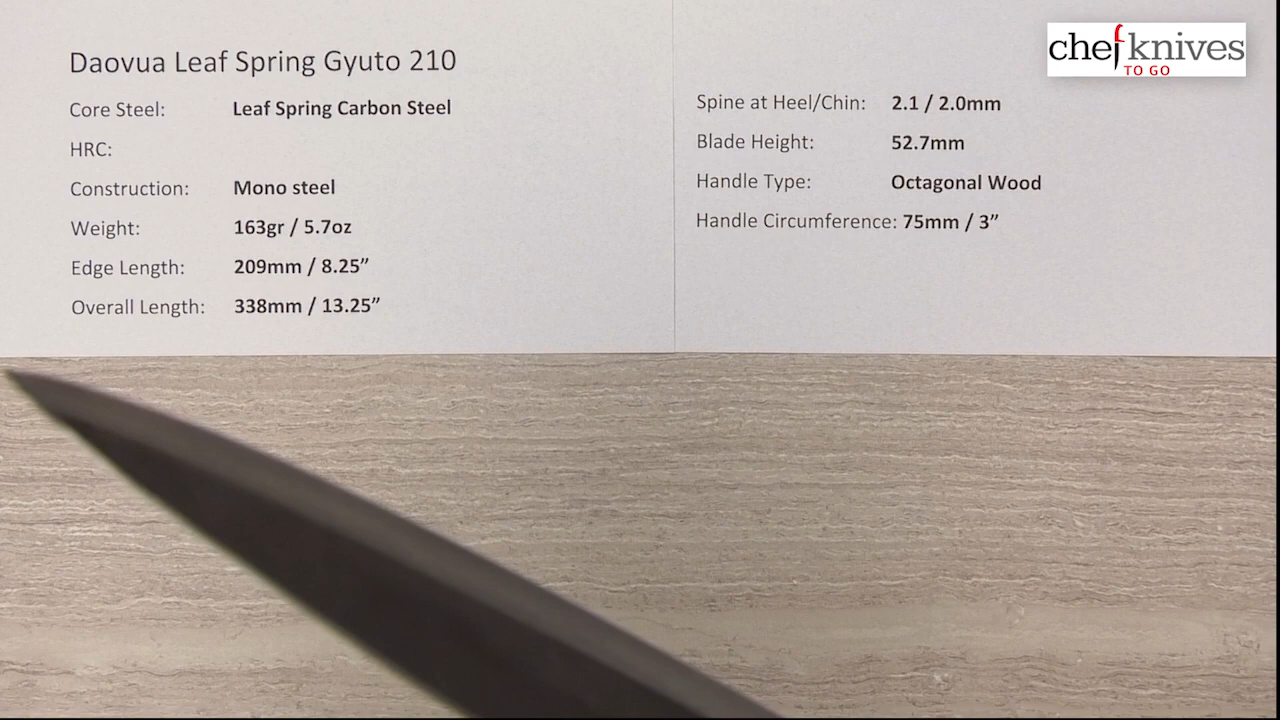 Daovua Leaf Spring Gyuto 210
Core Steel: Leaf Spring Carbon Steel
HRC:
Construction: Mono steel
Weight: 163gr / 5.7oz
Edge Length: 209mm / 8.25”
Overall Length: 338mm / 13.25”
Spine at Heel/Chin: 2.1 / 2.0mm
Blade Height: 52.7mm
Handle Type: Octagonal Wood
Handle Circumference: 75mm / 3”
chefknives
TO GO